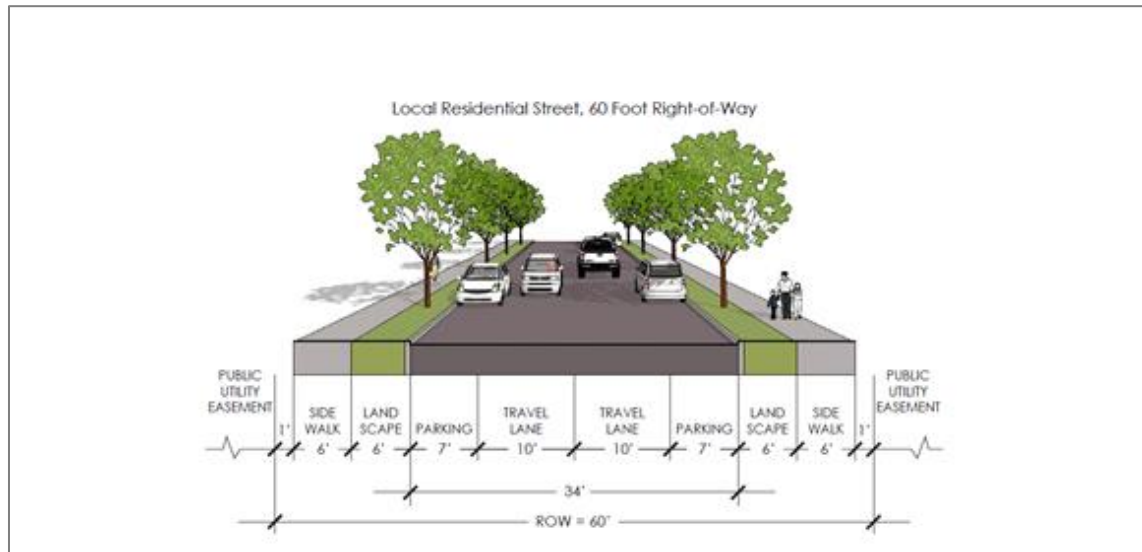 Local Residential Street, 60 Foot Right-of-Way
PUBLIC
UTILITY
EASEMENT
1'
SIDE
WALK
6'
LAND
SCAPE
6'
PARKING
7'
TRAVEL
LANE
10'
TRAVEL
LANE
10'
PARKING
7'
LAND
SCAPE
6'
SIDE
WALK
6'
1'
PUBLIC
UTILITY
EASEMENT
34'
ROW = 60'